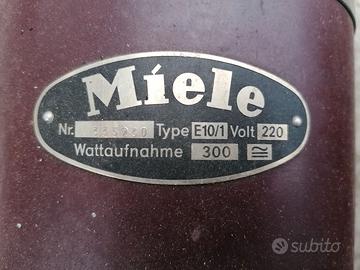 Miele
Nr. Type E10/1 Volt 220
Wattaufnahme 300
subito